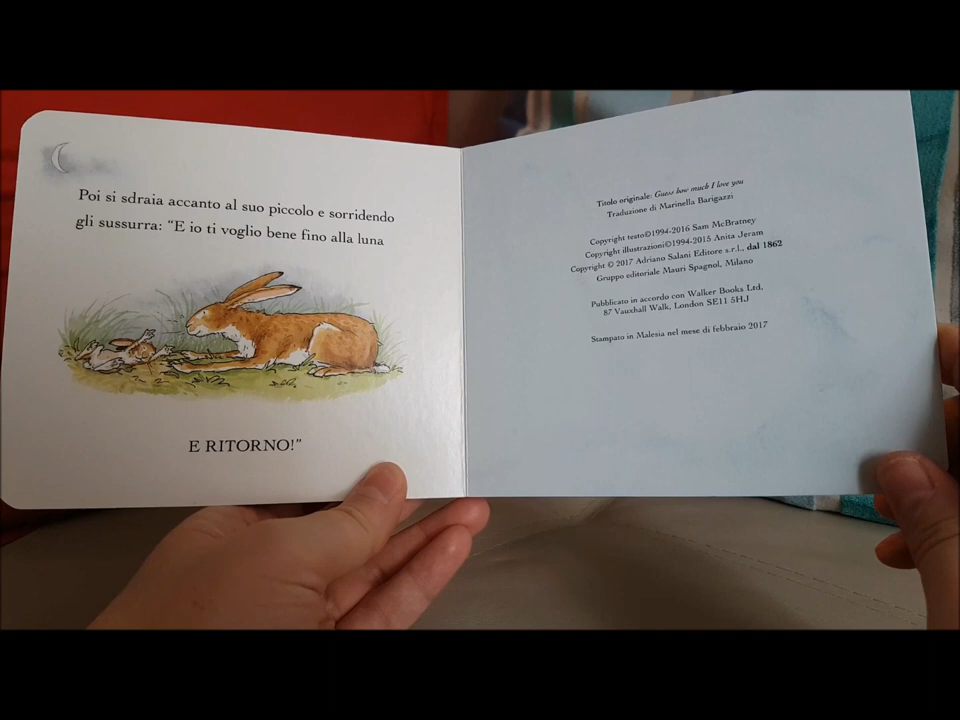 Poi si sdraia accanto al suo piccolo e sorridendo
gli sussurra: “E io ti voglio bene fino alla luna
E RITORNO!”
Titolo originale: Guess how much I love you
Traduzione di Marinella Barigazzi
Copyright testo©1994-2016 Sam McBratney
Copyright illustrazioni©1994-2015 Anita Jeram
Copyright © 2017 Adriano Salani Editore s.r.l., dal 1862
Gruppo editoriale Mauri Spagnol, Milano
Pubblicato in accordo con Walker Books Ltd,
87 Vauxhall Walk, London SE11 5HJ
Stampato in Malesia nel mese di febbraio 2017